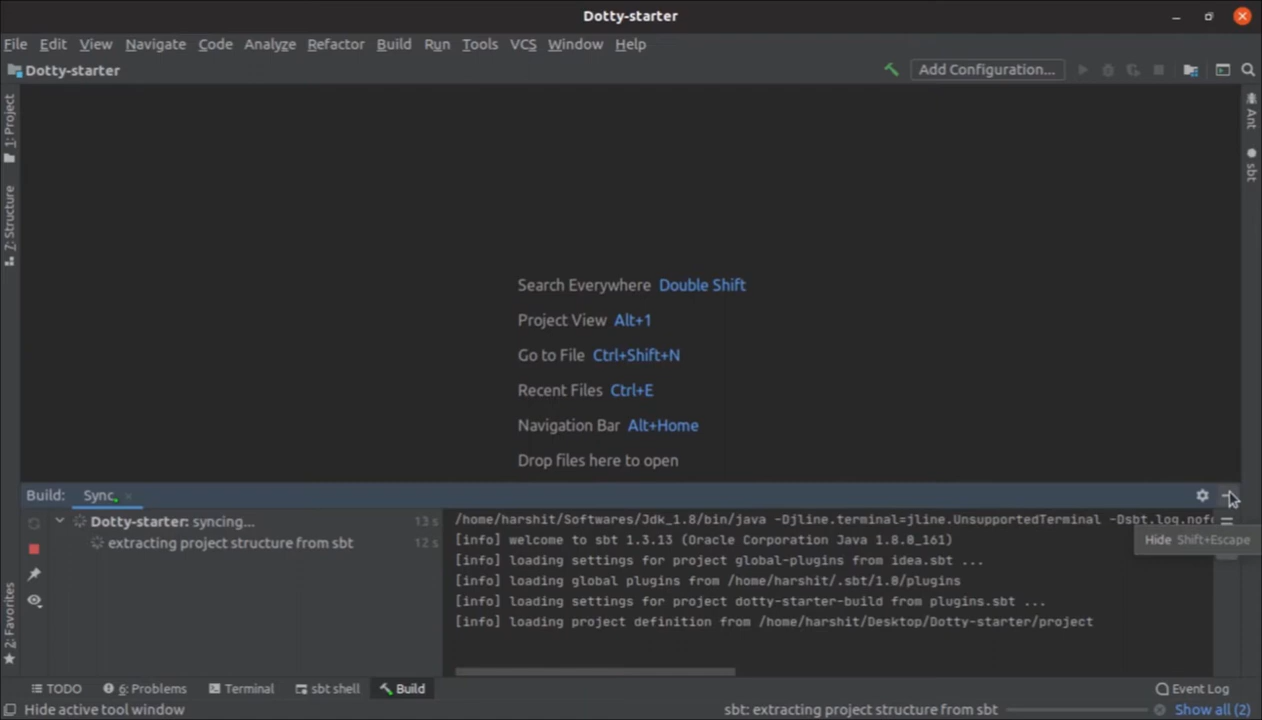 Dotty-starter
File Edit View Navigate Code Analyze Refactor Build Run Tools VCS Window Help
Dotty-starter
Add Configuration...
1: Project
7: Structure
2: Favorites
Ant
sbt
Search Everywhere Double Shift
Project View Alt+1
Go to File Ctrl+Shift+N
Recent Files Ctrl+E
Navigation Bar Alt+Home
Drop files here to open
Build: Sync
Dotty-starter: syncing... 13 s
extracting project structure from sbt 12 s
/home/harshit/Softwares/Jdk_1.8/bin/java -Djline.terminal=jline.UnsupportedTerminal -Dsbt.log.nofo
[info] welcome to sbt 1.3.13 (Oracle Corporation Java 1.8.0_161)
[info] loading settings for project global-plugins from idea.sbt ...
[info] loading global plugins from /home/harshit/.sbt/1.0/plugins
[info] loading settings for project dotty-starter-build from plugins.sbt ...
[info] loading project definition from /home/harshit/Desktop/Dotty-starter/project
Hide Shift+Escape
TODO 6: Problems Terminal sbt shell Build Event Log
Hide active tool window sbt: extracting project structure from sbt Show all (2)